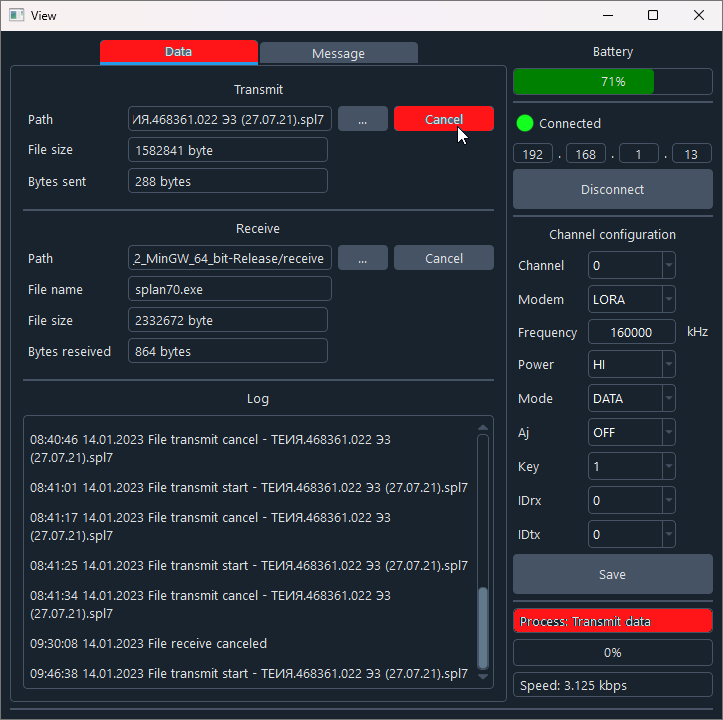 View
Data
Message
Transmit
Path
ИЯ.468361.022 ЭЗ (27.07.21).spl7
...
Cancel
File size
1582841 byte
Bytes sent
288 bytes
Receive
Path
2_MinGW_64_bit-Release/receive
...
Cancel
File name
splan70.exe
File size
2332672 byte
Bytes reseived
864 bytes
Log
08:40:46 14.01.2023 File transmit cancel - ТЕИЯ.468361.022 ЭЗ
(27.07.21).spl7
08:41:01 14.01.2023 File transmit start - ТЕИЯ.468361.022 ЭЗ (27.07.21).spl7
08:41:17 14.01.2023 File transmit cancel - ТЕИЯ.468361.022 ЭЗ
(27.07.21).spl7
08:41:25 14.01.2023 File transmit start - ТЕИЯ.468361.022 ЭЗ (27.07.21).spl7
08:41:34 14.01.2023 File transmit cancel - ТЕИЯ.468361.022 ЭЗ
(27.07.21).spl7
09:30:08 14.01.2023 File receive canceled
09:46:38 14.01.2023 File transmit start - ТЕИЯ.468361.022 ЭЗ (27.07.21).spl7
Battery
71%
Connected
192 . 168 . 1 . 13
Disconnect
Channel configuration
Channel
0
Modem
LORA
Frequency
160000
kHz
Power
HI
Mode
DATA
Aj
OFF
Key
1
IDrx
0
IDtx
0
Save
Process: Transmit data
0%
Speed: 3.125 kbps